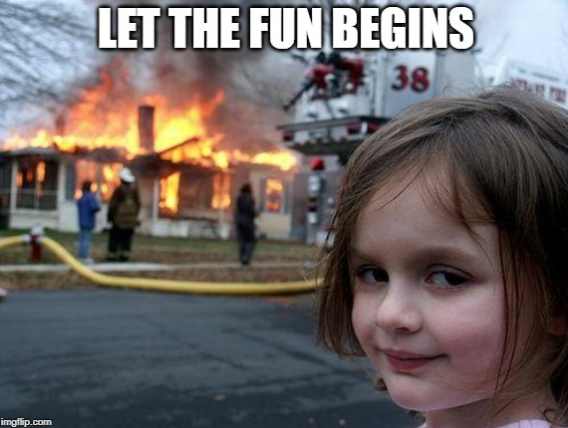 LET THE FUN BEGINS
38
imgflip.com